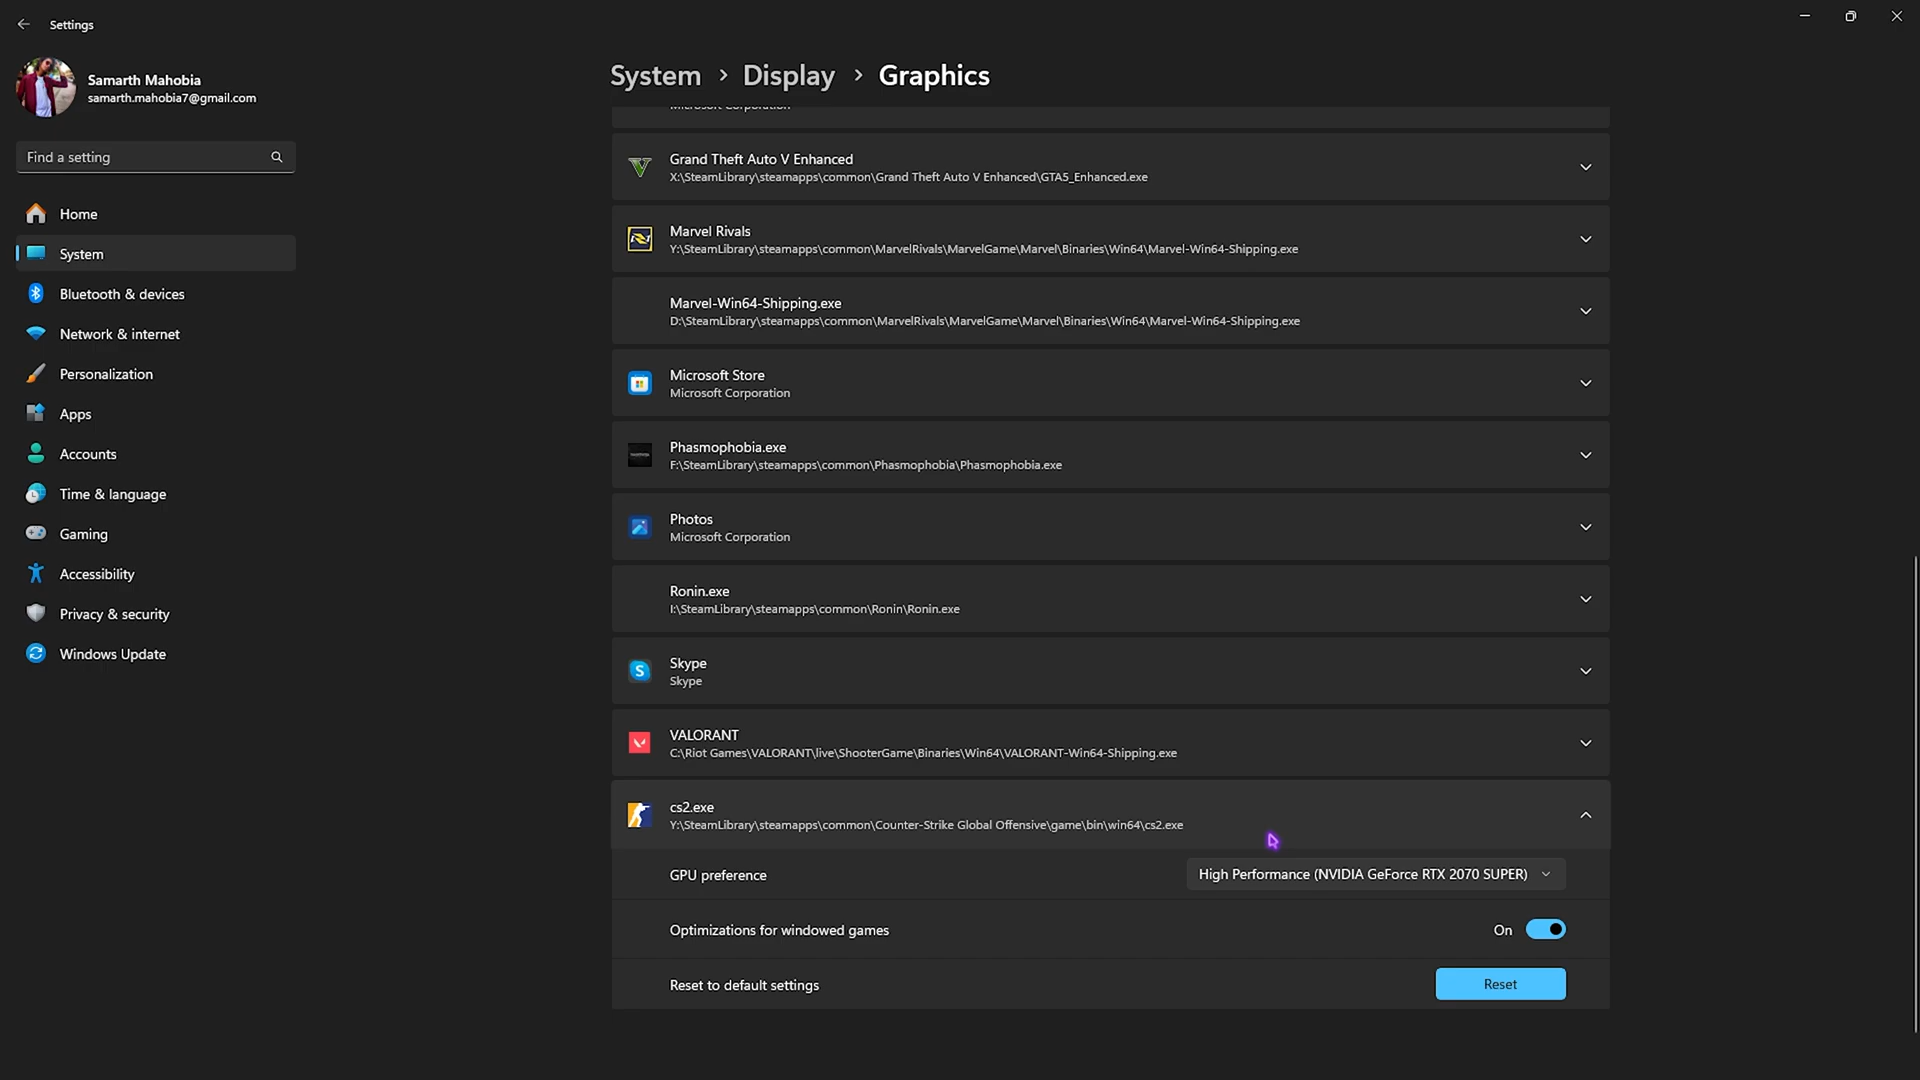 Settings
Samarth Mahobia
samarth.mahobia7@gmail.com
Find a setting
Home
System
Bluetooth & devices
Network & internet
Personalization
Apps
Accounts
Time & language
Gaming
Accessibility
Privacy & security
Windows Update
System > Display > Graphics
Microsoft Corporation
Grand Theft Auto V Enhanced
X:\SteamLibrary\steamapps\common\Grand Theft Auto V Enhanced\GTA5_Enhanced.exe
Marvel Rivals
Y:\SteamLibrary\steamapps\common\MarvelRivals\MarvelGame\Marvel\Binaries\Win64\Marvel-Win64-Shipping.exe
Marvel-Win64-Shipping.exe
D:\SteamLibrary\steamapps\common\MarvelRivals\MarvelGame\Marvel\Binaries\Win64\Marvel-Win64-Shipping.exe
Microsoft Store
Microsoft Corporation
Phasmophobia.exe
F:\SteamLibrary\steamapps\common\Phasmophobia\Phasmophobia.exe
Photos
Microsoft Corporation
Ronin.exe
I:\SteamLibrary\steamapps\common\Ronin\Ronin.exe
Skype
Skype
VALORANT
C:\Riot Games\VALORANT\live\ShooterGame\Binaries\Win64\VALORANT-Win64-Shipping.exe
cs2.exe
Y:\SteamLibrary\steamapps\common\Counter-Strike Global Offensive\game\bin\win64\cs2.exe
GPU preference
High Performance (NVIDIA GeForce RTX 2070 SUPER)
Optimizations for windowed games
On
Reset to default settings
Reset